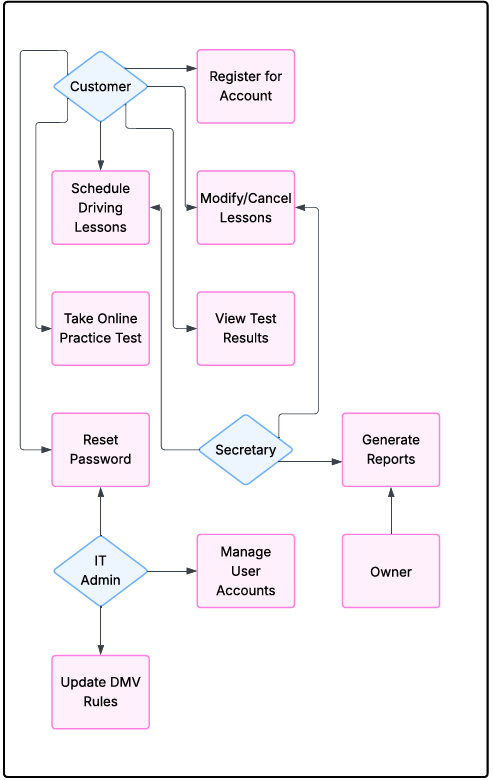 Customer
Register for
Account
Schedule
Driving
Lessons
Modify/Cancel
Lessons
Take Online
Practice Test
View Test
Results
Reset
Password
Secretary
Generate
Reports
IT
Admin
Manage
User
Accounts
Owner
Update DMV
Rules